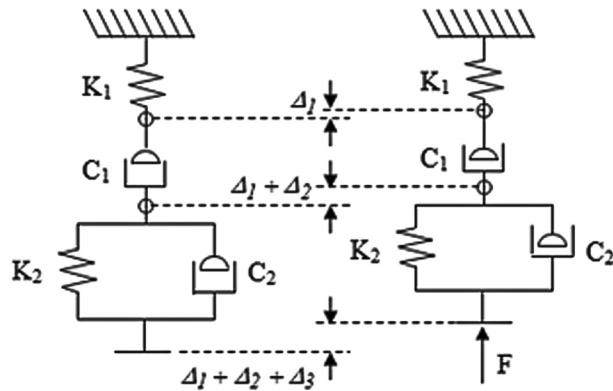 K₁
K₁
Δ₁
C₁
C₁
Δ₁ + Δ₂
K₂
C₂
K₂
C₂
Δ₁ + Δ₂ + Δ₃
F